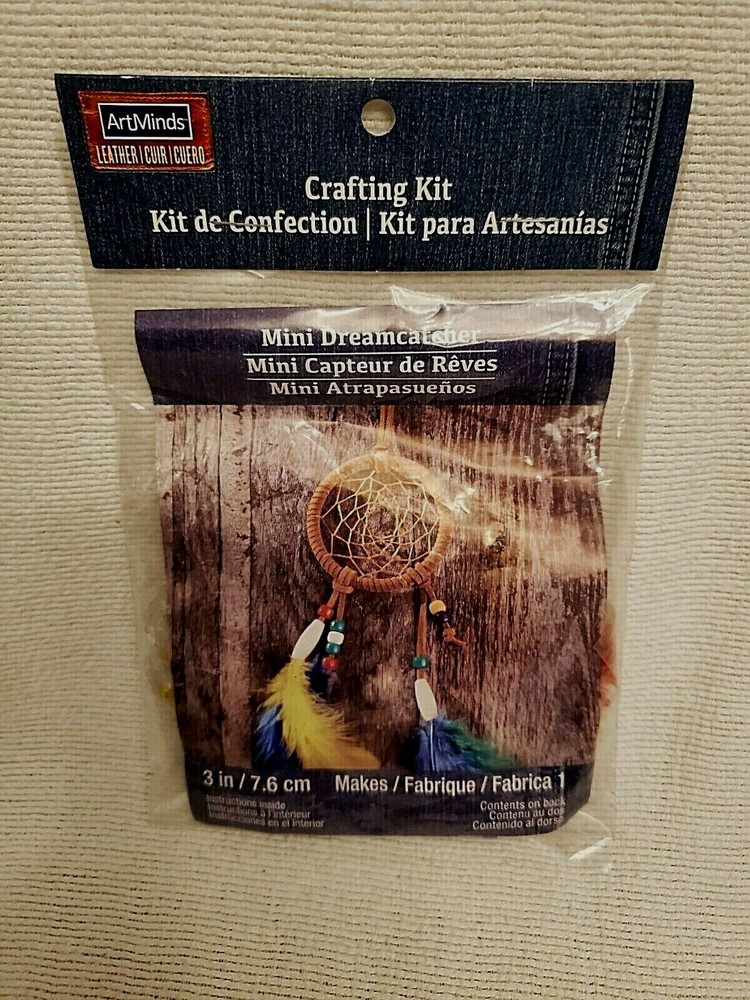 ArtMinds
LEATHER | CUIR | CUERO
Crafting Kit
Kit de Confection | Kit para Artesanías
Mini Dreamcatcher
Mini Capteur de Rêves
Mini Atrapasueños
3 in / 7.6 cm Makes / Fabrique / Fabrica 1
Instructions inside
Instructions à l'intérieur
Instrucciones en el interior
Contents on back
Contenu au dos
Contenido al dorso